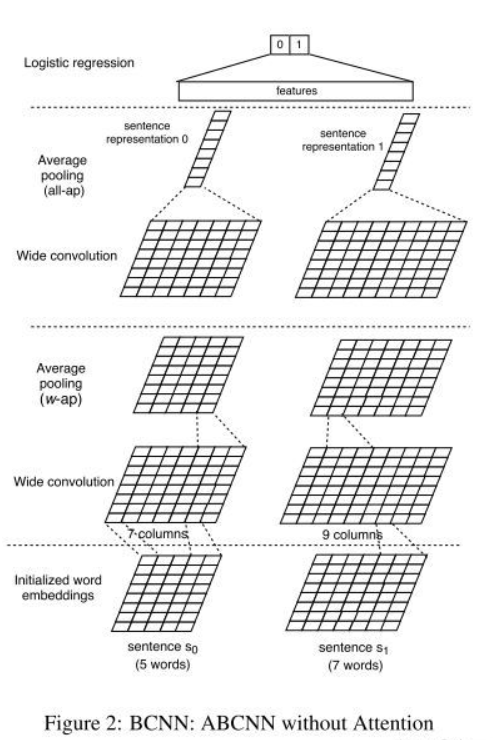 0 1
Logistic regression
features
sentence
representation 0
sentence
representation 1
Average
pooling
(all-ap)
Wide convolution
Average
pooling
(w-ap)
Wide convolution
7 columns
9 columns
Initialized word
embeddings
sentence s0
(5 words)
sentence s1
(7 words)
Figure 2: BCNN: ABCNN without Attention